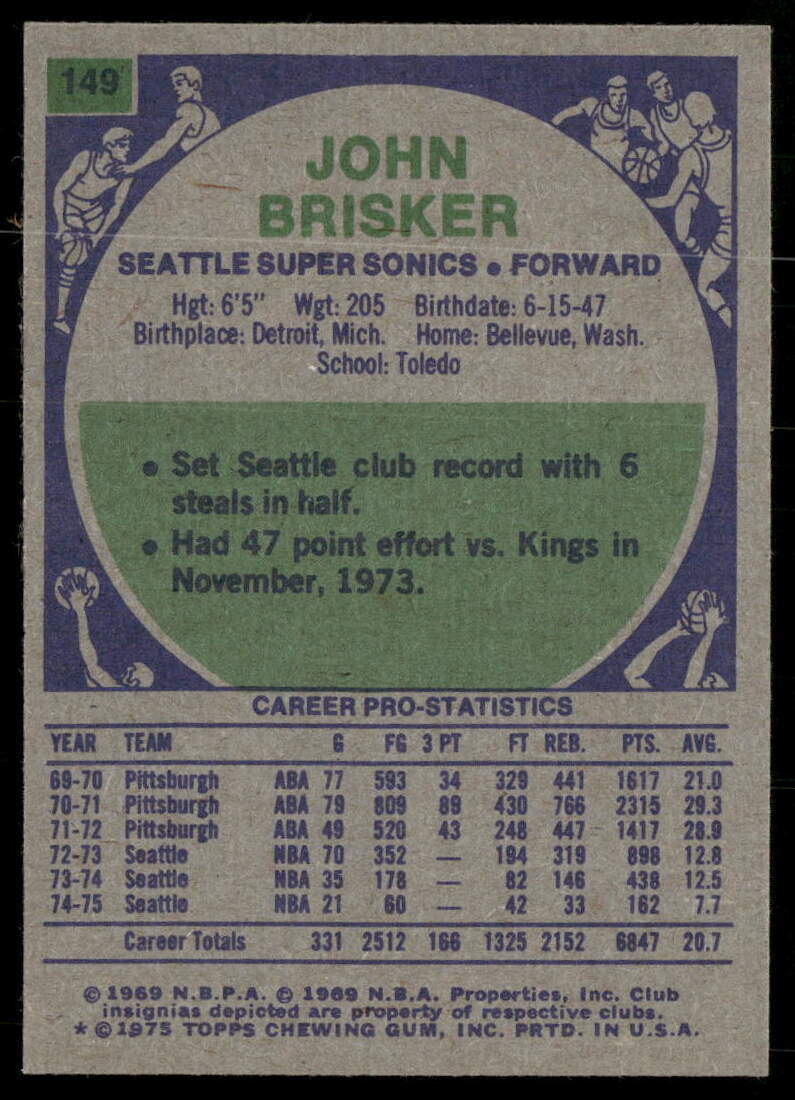 149
JOHN
BRISKER
SEATTLE SUPER SONICS • FORWARD
Hgt: 6'5" Wgt: 205 Birthdate: 6-15-47
Birthplace: Detroit, Mich. Home: Bellevue, Wash.
School: Toledo
• Set Seattle club record with 6
steals in half.
• Had 47 point effort vs. Kings in
November, 1973.
CAREER PRO-STATISTICS
YEAR TEAM G FG 3 PT FT REB. PTS. AVG.
69-70 Pittsburgh ABA 77 593 34 329 441 1617 21.0
70-71 Pittsburgh ABA 79 809 89 430 766 2315 29.3
71-72 Pittsburgh ABA 49 520 43 248 447 1417 28.9
72-73 Seattle NBA 70 352 — 194 319 898 12.8
73-74 Seattle NBA 35 178 — 82 146 438 12.5
74-75 Seattle NBA 21 60 — 42 33 162 7.7
Career Totals 331 2512 166 1325 2152 6847 20.7
© 1969 N.B.P.A. © 1969 N.B.A. Properties, Inc. Club
insignias depicted are property of respective clubs.
* © 1975 TOPPS CHEWING GUM, INC. PRTD. IN U.S.A.